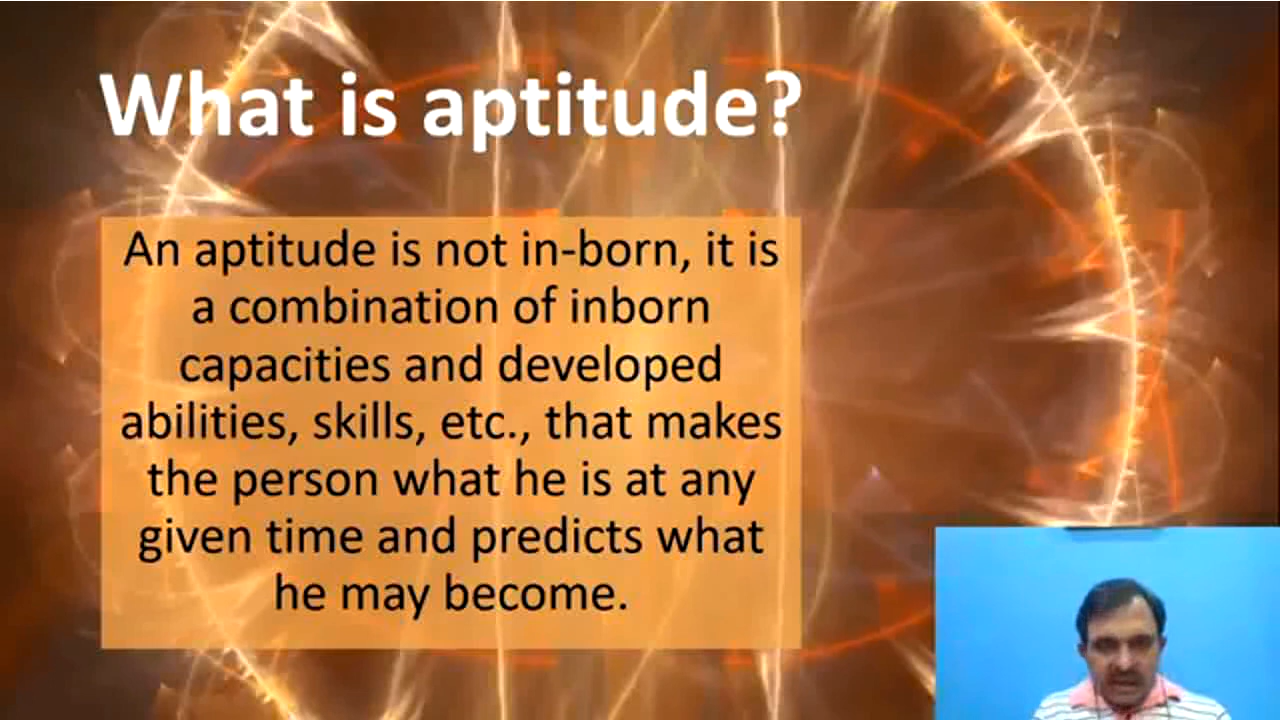 What is aptitude?
An aptitude is not in-born, it is
a combination of inborn
capacities and developed
abilities, skills, etc., that makes
the person what he is at any
given time and predicts what
he may become.